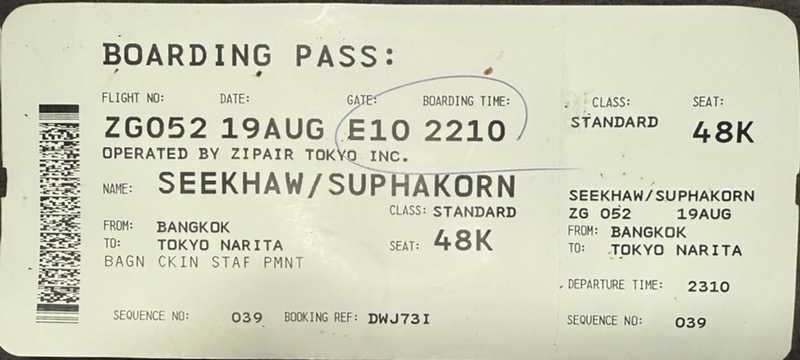 BOARDING PASS:
FLIGHT NO: DATE: GATE: BOARDING TIME:
ZG052 19AUG E10 2210
OPERATED BY ZIPAIR TOKYO INC.
NAME: SEEKHAW/SUPHAKORN
CLASS: STANDARD
FROM: BANGKOK
TO: TOKYO NARITA
SEAT: 48K
BAGN CKIN STAF PMNT
SEQUENCE NO: 039 BOOKING REF: DWJ73I
CLASS: SEAT:
STANDARD 48K
SEEKHAW/SUPHAKORN
ZG 052 19AUG
FROM: BANGKOK
TO: TOKYO NARITA
DEPARTURE TIME: 2310
SEQUENCE NO: 039